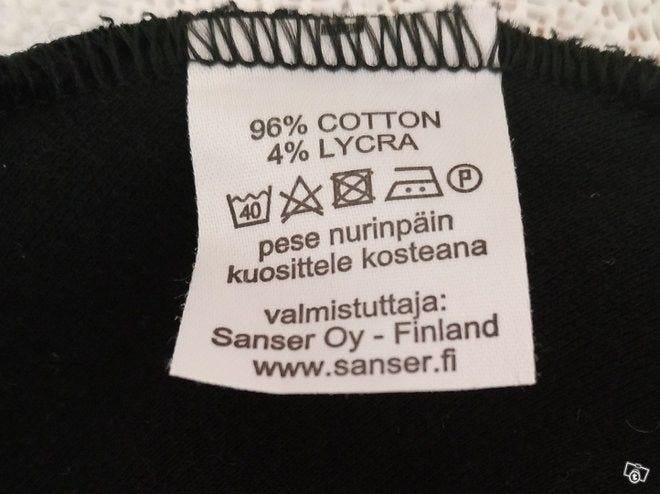 96% COTTON
4% LYCRA
40 P
pese nurinpäin
kuosittele kosteana
valmistuttaja:
Sanser Oy - Finland
www.sanser.fi